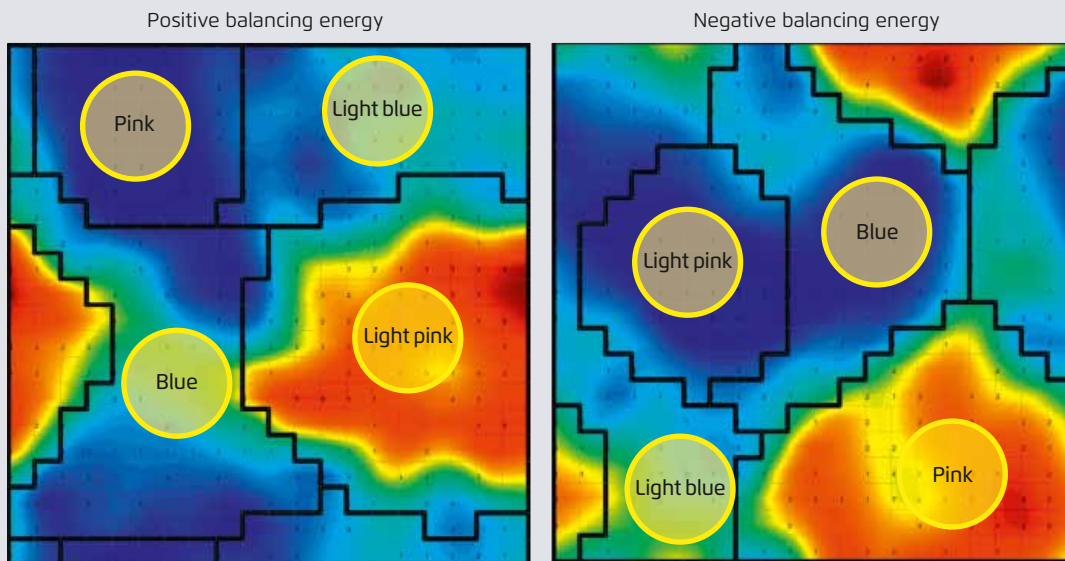 Positive balancing energy
Negative balancing energy
Pink
Light blue
Light pink
Blue
Blue
Light pink
Light blue
Pink